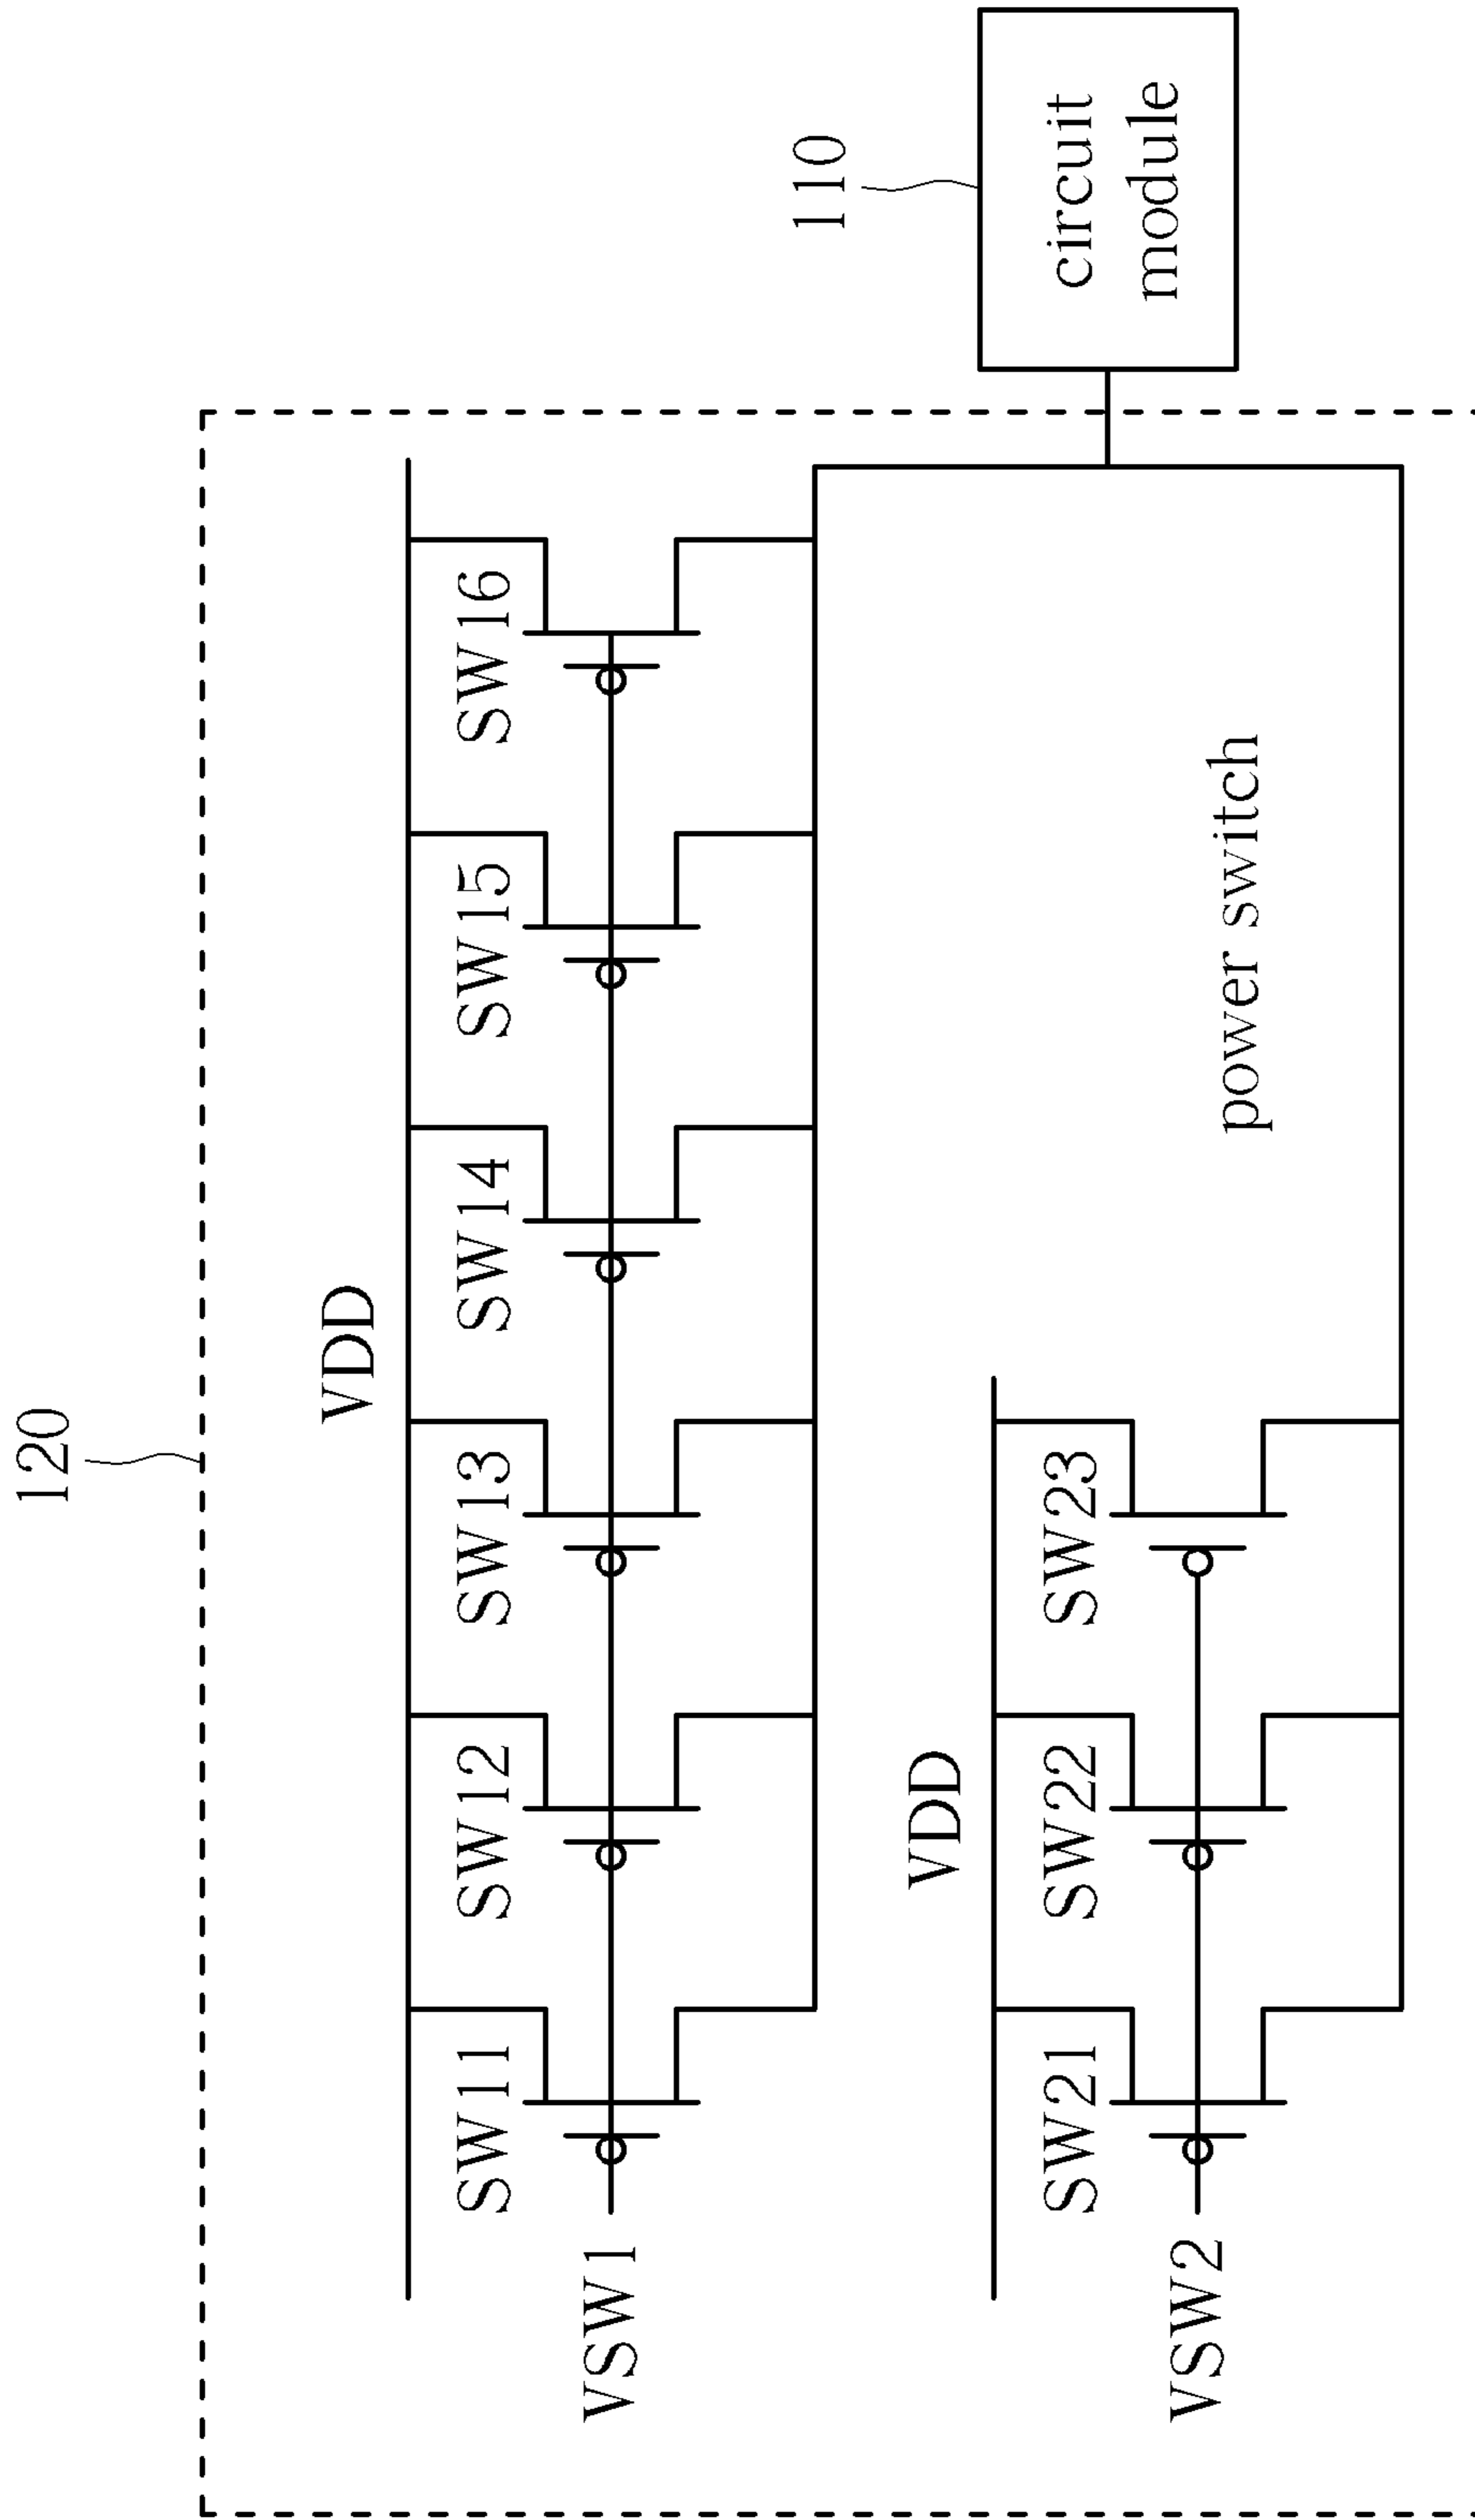 120
VDD
SW11
SW12
SW13
SW14
SW15
SW16
VSW1
110
circuit
module
VDD
SW21
SW22
SW23
VSW2
power switch